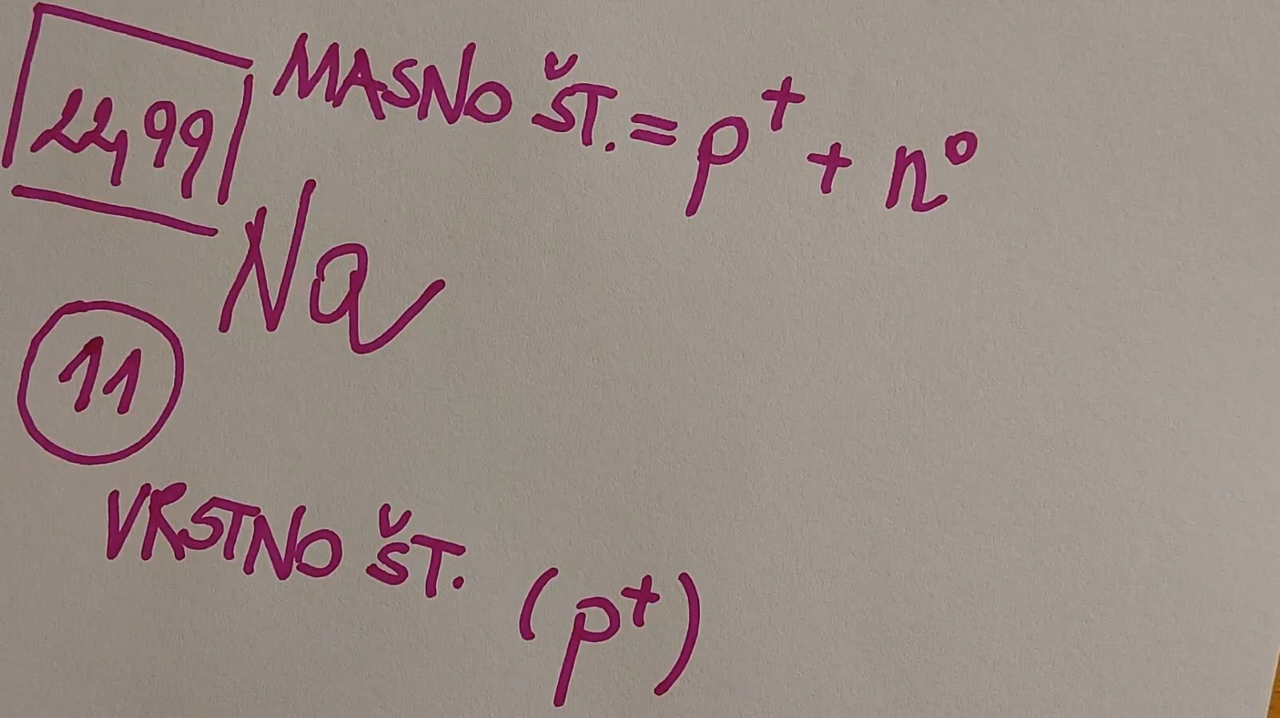 22,99 MASNO ŠT. = p⁺ + n⁰
Na
11
VRSTNO ŠT. (p⁺)